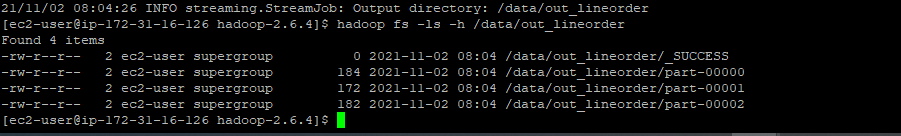 21/11/02 08:04:26 INFO streaming.StreamJob: Output directory: /data/out_lineorder
[ec2-user@ip-172-31-16-126 hadoop-2.6.4]$ hadoop fs -ls -h /data/out_lineorder
Found 4 items
-rw-r--r--   2 ec2-user supergroup          0 2021-11-02 08:04 /data/out_lineorder/_SUCCESS
-rw-r--r--   2 ec2-user supergroup        184 2021-11-02 08:04 /data/out_lineorder/part-00000
-rw-r--r--   2 ec2-user supergroup        172 2021-11-02 08:04 /data/out_lineorder/part-00001
-rw-r--r--   2 ec2-user supergroup        182 2021-11-02 08:04 /data/out_lineorder/part-00002
[ec2-user@ip-172-31-16-126 hadoop-2.6.4]$